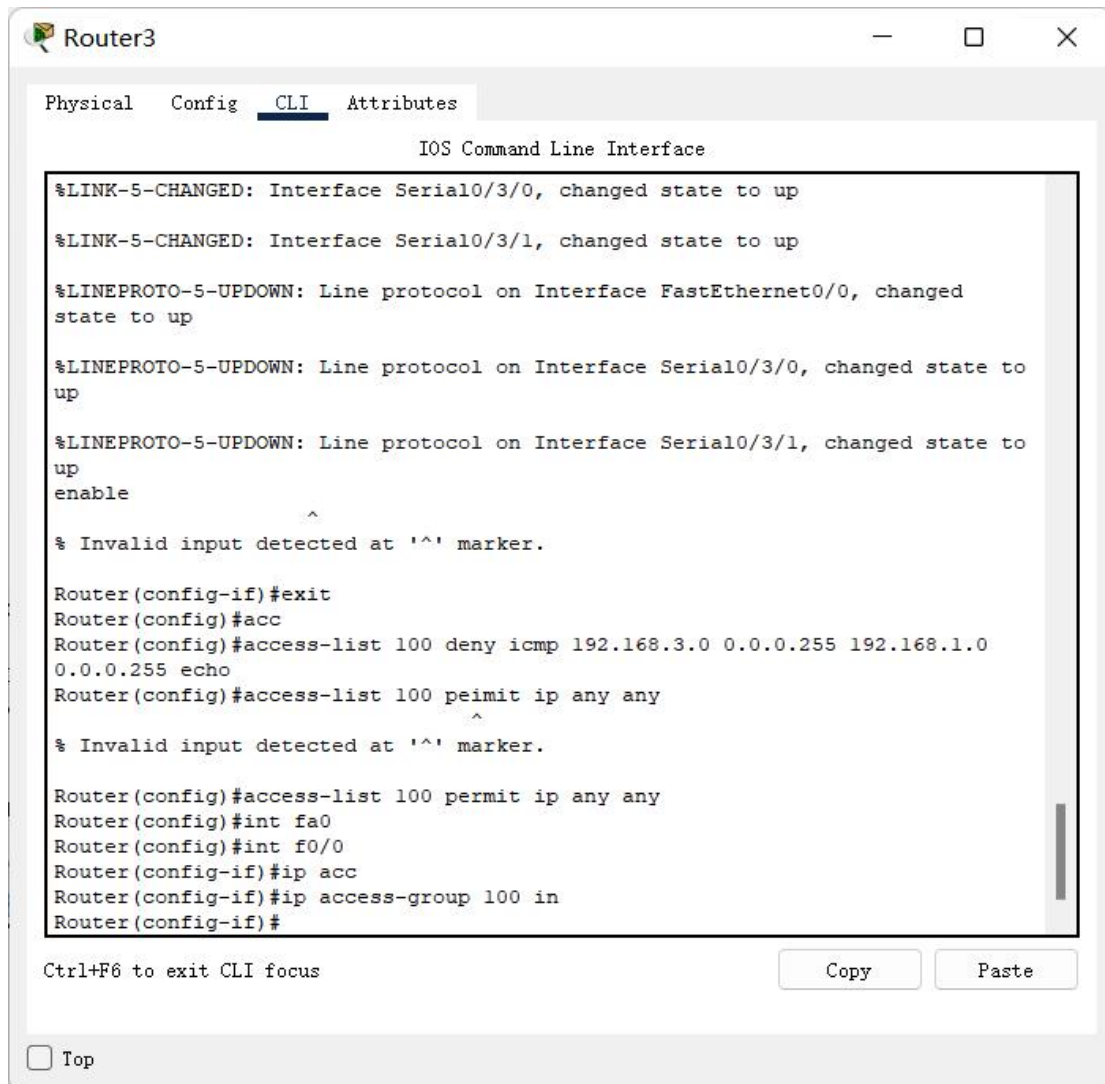 Router3
Physical Config CLI Attributes
IOS Command Line Interface
%LINK-5-CHANGED: Interface Serial0/3/0, changed state to up
%LINK-5-CHANGED: Interface Serial0/3/1, changed state to up
%LINEPROTO-5-UPDOWN: Line protocol on Interface FastEthernet0/0, changed
state to up
%LINEPROTO-5-UPDOWN: Line protocol on Interface Serial0/3/0, changed state to
up
%LINEPROTO-5-UPDOWN: Line protocol on Interface Serial0/3/1, changed state to
up
enable
^
% Invalid input detected at '^' marker.
Router(config-if)#exit
Router(config)#acc
Router(config)#access-list 100 deny icmp 192.168.3.0 0.0.0.255 192.168.1.0
0.0.0.255 echo
Router(config)#access-list 100 peimit ip any any
^
% Invalid input detected at '^' marker.
Router(config)#access-list 100 permit ip any any
Router(config)#int fa0
Router(config)#int f0/0
Router(config-if)#ip acc
Router(config-if)#ip access-group 100 in
Router(config-if)#
Ctrl+F6 to exit CLI focus
Copy
Paste
Top